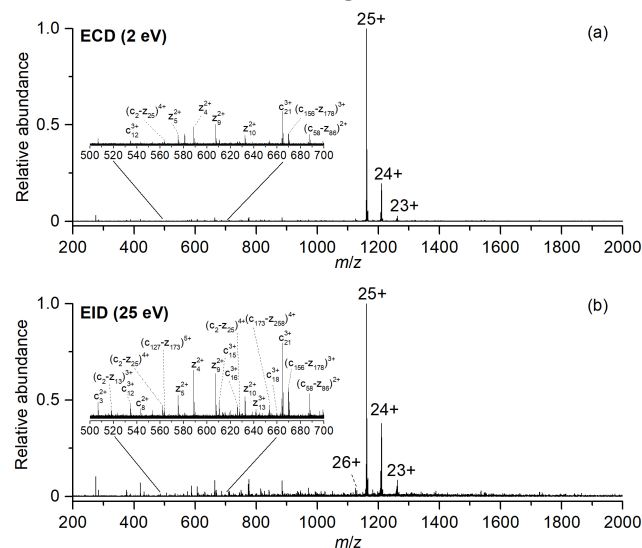 ECD (2 eV)
(a)
25+
24+
23+
Relative abundance
1.0
0.5
0
(c₂-z₂₅)⁴⁺
c₁₂³⁺
z₅²⁺
z₄²⁺
z₉²⁺
z₁₀²⁺
c₂₁³⁺
(c₁₅₆-z₁₇₈)³⁺
(c₅₈-z₈₆)²⁺
500 520 540 560 580 600 620 640 660 680 700
200 400 600 800 1000 1200 1400 1600 1800 2000
m/z
EID (25 eV)
(b)
25+
24+
23+
26+
Relative abundance
1.0
0.5
0.0
(c₂-z₂₅)⁴⁺ (c₁₇₃-z₂₅₈)⁴⁺
(c₁₂₇-z₁₇₃)⁵⁺
c₂₁³⁺
(c₂-z₂₅)⁴⁺
c₁₅³⁺
(c₁₅₆-z₁₇₈)³⁺
(c₂-z₁₃)³⁺
z₄²⁺
z₉²⁺
c₁₈³⁺
c₃²⁺
c₁₂³⁺
c₈²⁺
z₅²⁺
c₁₆³⁺
z₁₀²⁺
z₁₃³⁺
(c₅₈-z₈₆)²⁺
500 520 540 560 580 600 620 640 660 680 700
200 400 600 800 1000 1200 1400 1600 1800 2000
m/z